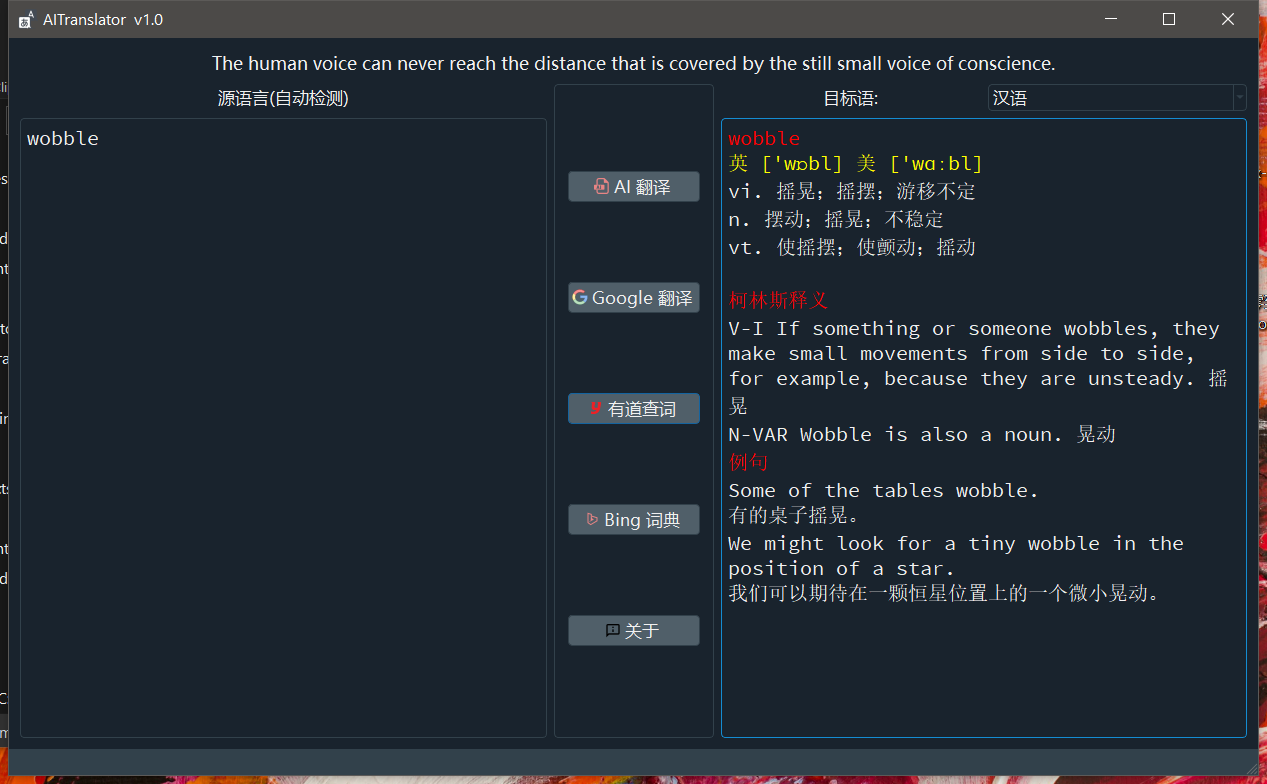 AITranslator v1.0
The human voice can never reach the distance that is covered by the still small voice of conscience.
源语言(自动检测)
目标语:
汉语
wobble
AI 翻译
Google 翻译
有道查词
Bing 词典
关于
wobble
英 ['wɒbl] 美 ['wɑːbl]
vi. 摇晃；摇摆；游移不定
n. 摆动；摇晃；不稳定
vt. 使摇摆；使颤动；摇动
柯林斯释义
V-I If something or someone wobbles, they
make small movements from side to side,
for example, because they are unsteady. 摇
晃
N-VAR Wobble is also a noun. 晃动
例句
Some of the tables wobble.
有的桌子摇晃。
We might look for a tiny wobble in the
position of a star.
我们可以期待在一颗恒星位置上的一个微小晃动。